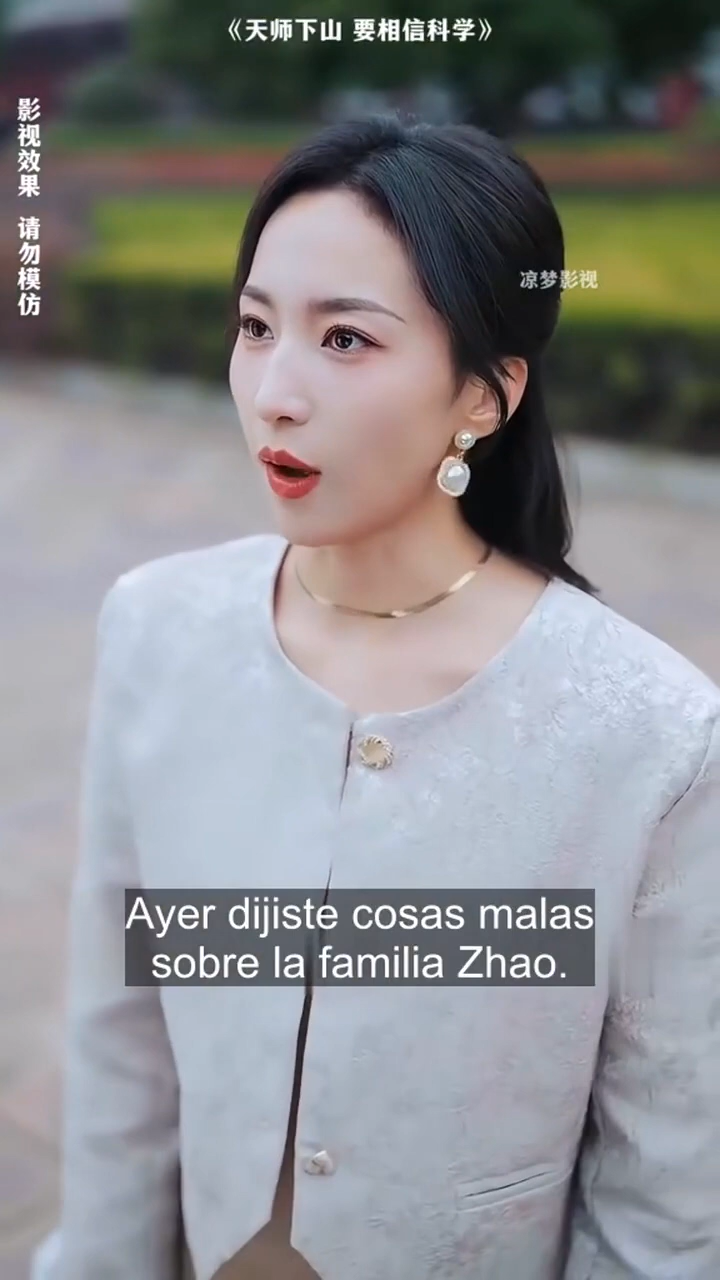 《天师下山 要相信科学》
影视效果 请勿模仿
凉梦影视
Ayer dijiste cosas malas
sobre la familia Zhao.